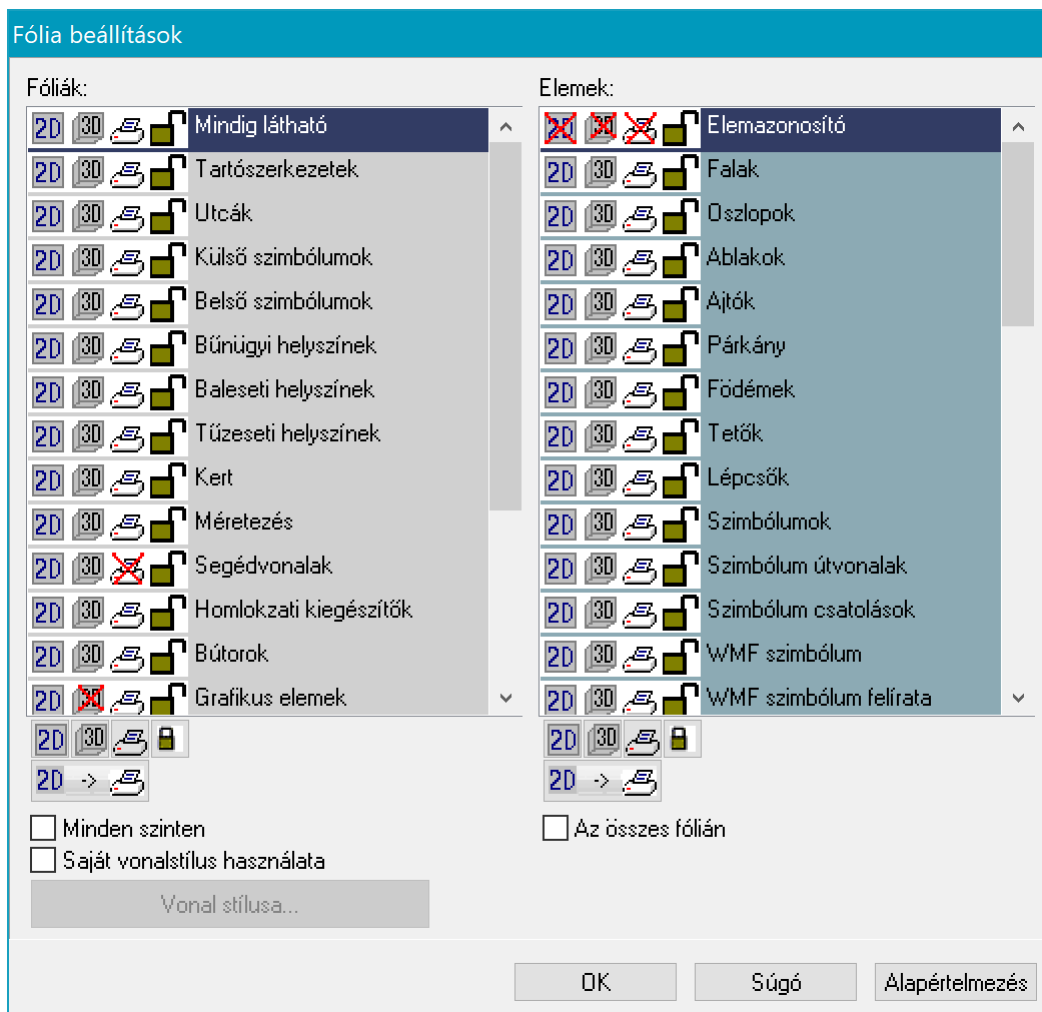 Fólia beállítások
Fóliák:
2D 3D Mindig látható
2D 3D Tartószerkezetek
2D 3D Utcák
2D 3D Külső szimbólumok
2D 3D Belső szimbólumok
2D 3D Bűnügyi helyszínek
2D 3D Baleseti helyszínek
2D 3D Tűzeseti helyszínek
2D 3D Kert
2D 3D Méretezés
2D 3D Segédvonalak
2D 3D Homlokzati kiegészítők
2D 3D Bútorok
2D 3D Grafikus elemek
2D 3D
2D ->
Minden szinten
Saját vonalstílus használata
Vonal stílusa...
Elemek:
2D 3D Elemazonosító
2D 3D Falak
2D 3D Oszlopok
2D 3D Ablakok
2D 3D Ajtók
2D 3D Párkány
2D 3D Födémek
2D 3D Tetők
2D 3D Lépcsők
2D 3D Szimbólumok
2D 3D Szimbólum útvonalak
2D 3D Szimbólum csatolások
2D 3D WMF szimbólum
2D 3D WMF szimbólum felírata
2D 3D
2D ->
Az összes fólián
OK Súgó Alapértelmezés